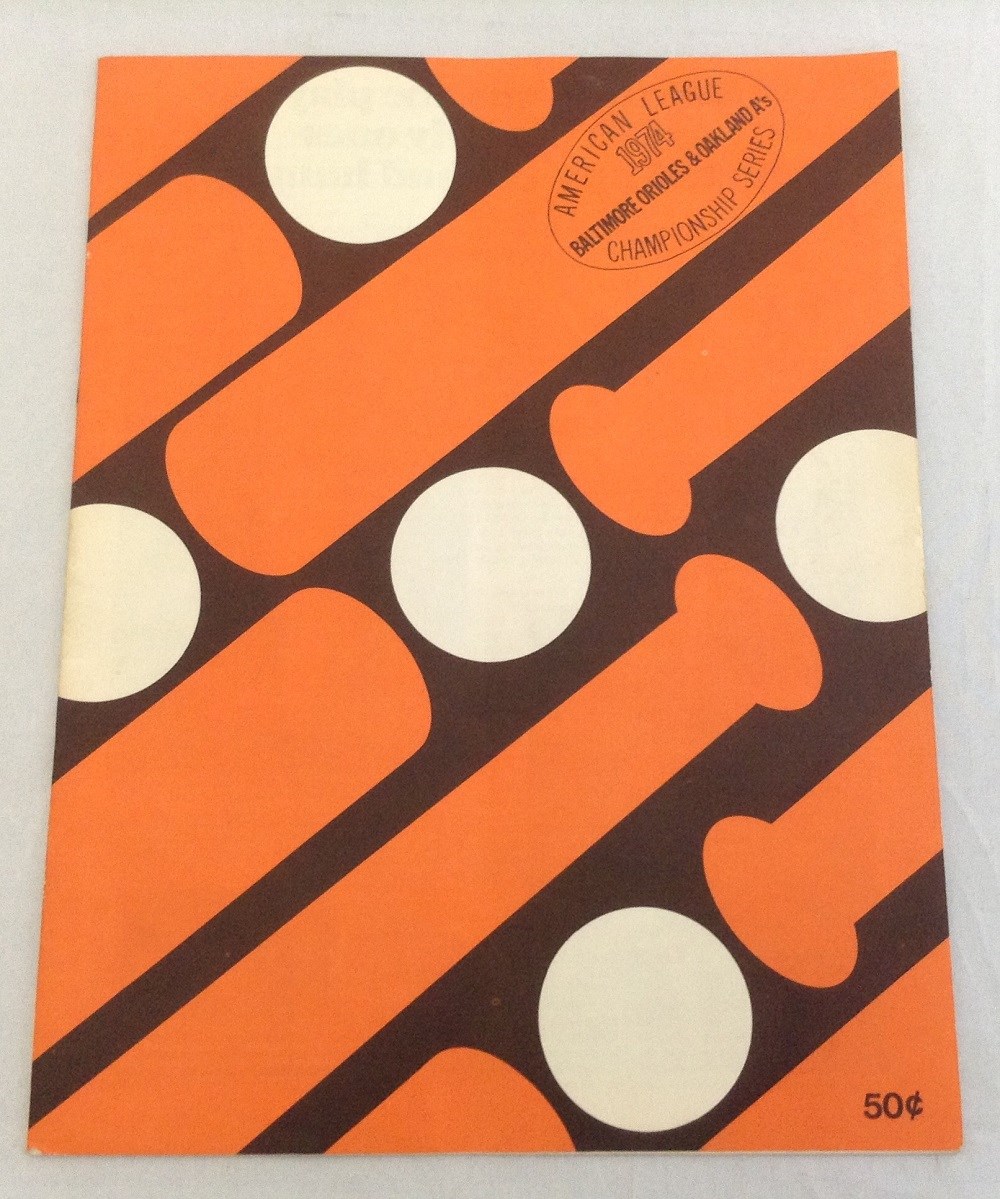 AMERICAN LEAGUE
1974
BALTIMORE ORIOLES & OAKLAND A's
CHAMPIONSHIP SERIES
50¢